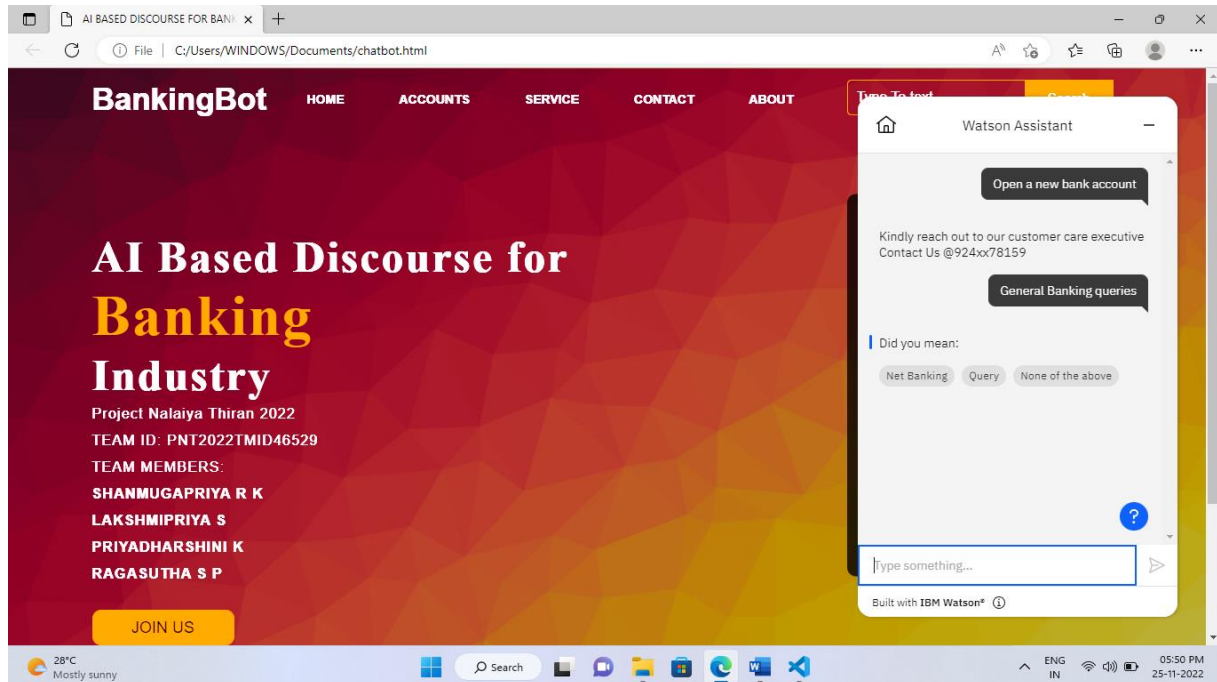 AI BASED DISCOURSE FOR BANK
File | C:/Users/WINDOWS/Documents/chatbot.html
BankingBot HOME ACCOUNTS SERVICE CONTACT ABOUT Type To text Search
AI Based Discourse for
Banking
Industry
Project Nalaiya Thiran 2022
TEAM ID: PNT2022TMID46529
TEAM MEMBERS:
SHANMUGAPRIYA R K
LAKSHMIPRIYA S
PRIYADHARSHINI K
RAGASUTHA S P
JOIN US
Watson Assistant
Open a new bank account
Kindly reach out to our customer care executive
Contact Us @924xx78159
General Banking queries
Did you mean:
Net Banking Query None of the above
?
Type something...
Built with IBM Watson®
28°C
Mostly sunny
Search
ENG
IN
05:50 PM
25-11-2022